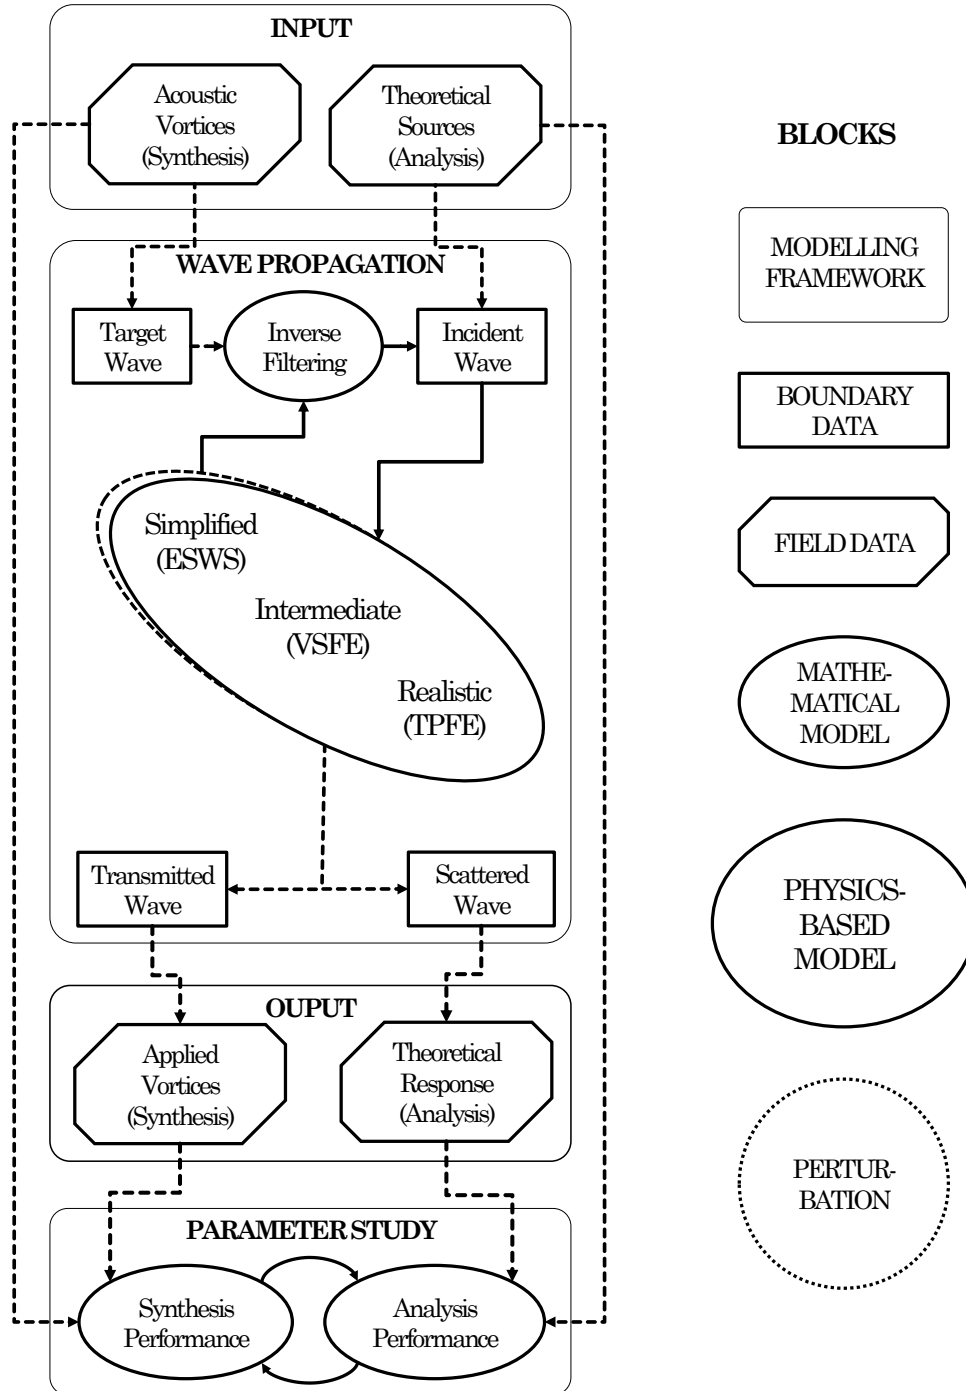 INPUT
Acoustic
Vortices
(Synthesis)
Theoretical
Sources
(Analysis)
WAVE PROPAGATION
Target
Wave
Inverse
Filtering
Incident
Wave
Simplified
(ESWS)
Intermediate
(VSFE)
Realistic
(TPFE)
Transmitted
Wave
Scattered
Wave
OUPUT
Applied
Vortices
(Synthesis)
Theoretical
Response
(Analysis)
PARAMETER STUDY
Synthesis
Performance
Analysis
Performance
BLOCKS
MODELLING
FRAMEWORK
BOUNDARY
DATA
FIELD DATA
MATHE-
MATICAL
MODEL
PHYSICS-
BASED
MODEL
PERTUR-
BATION